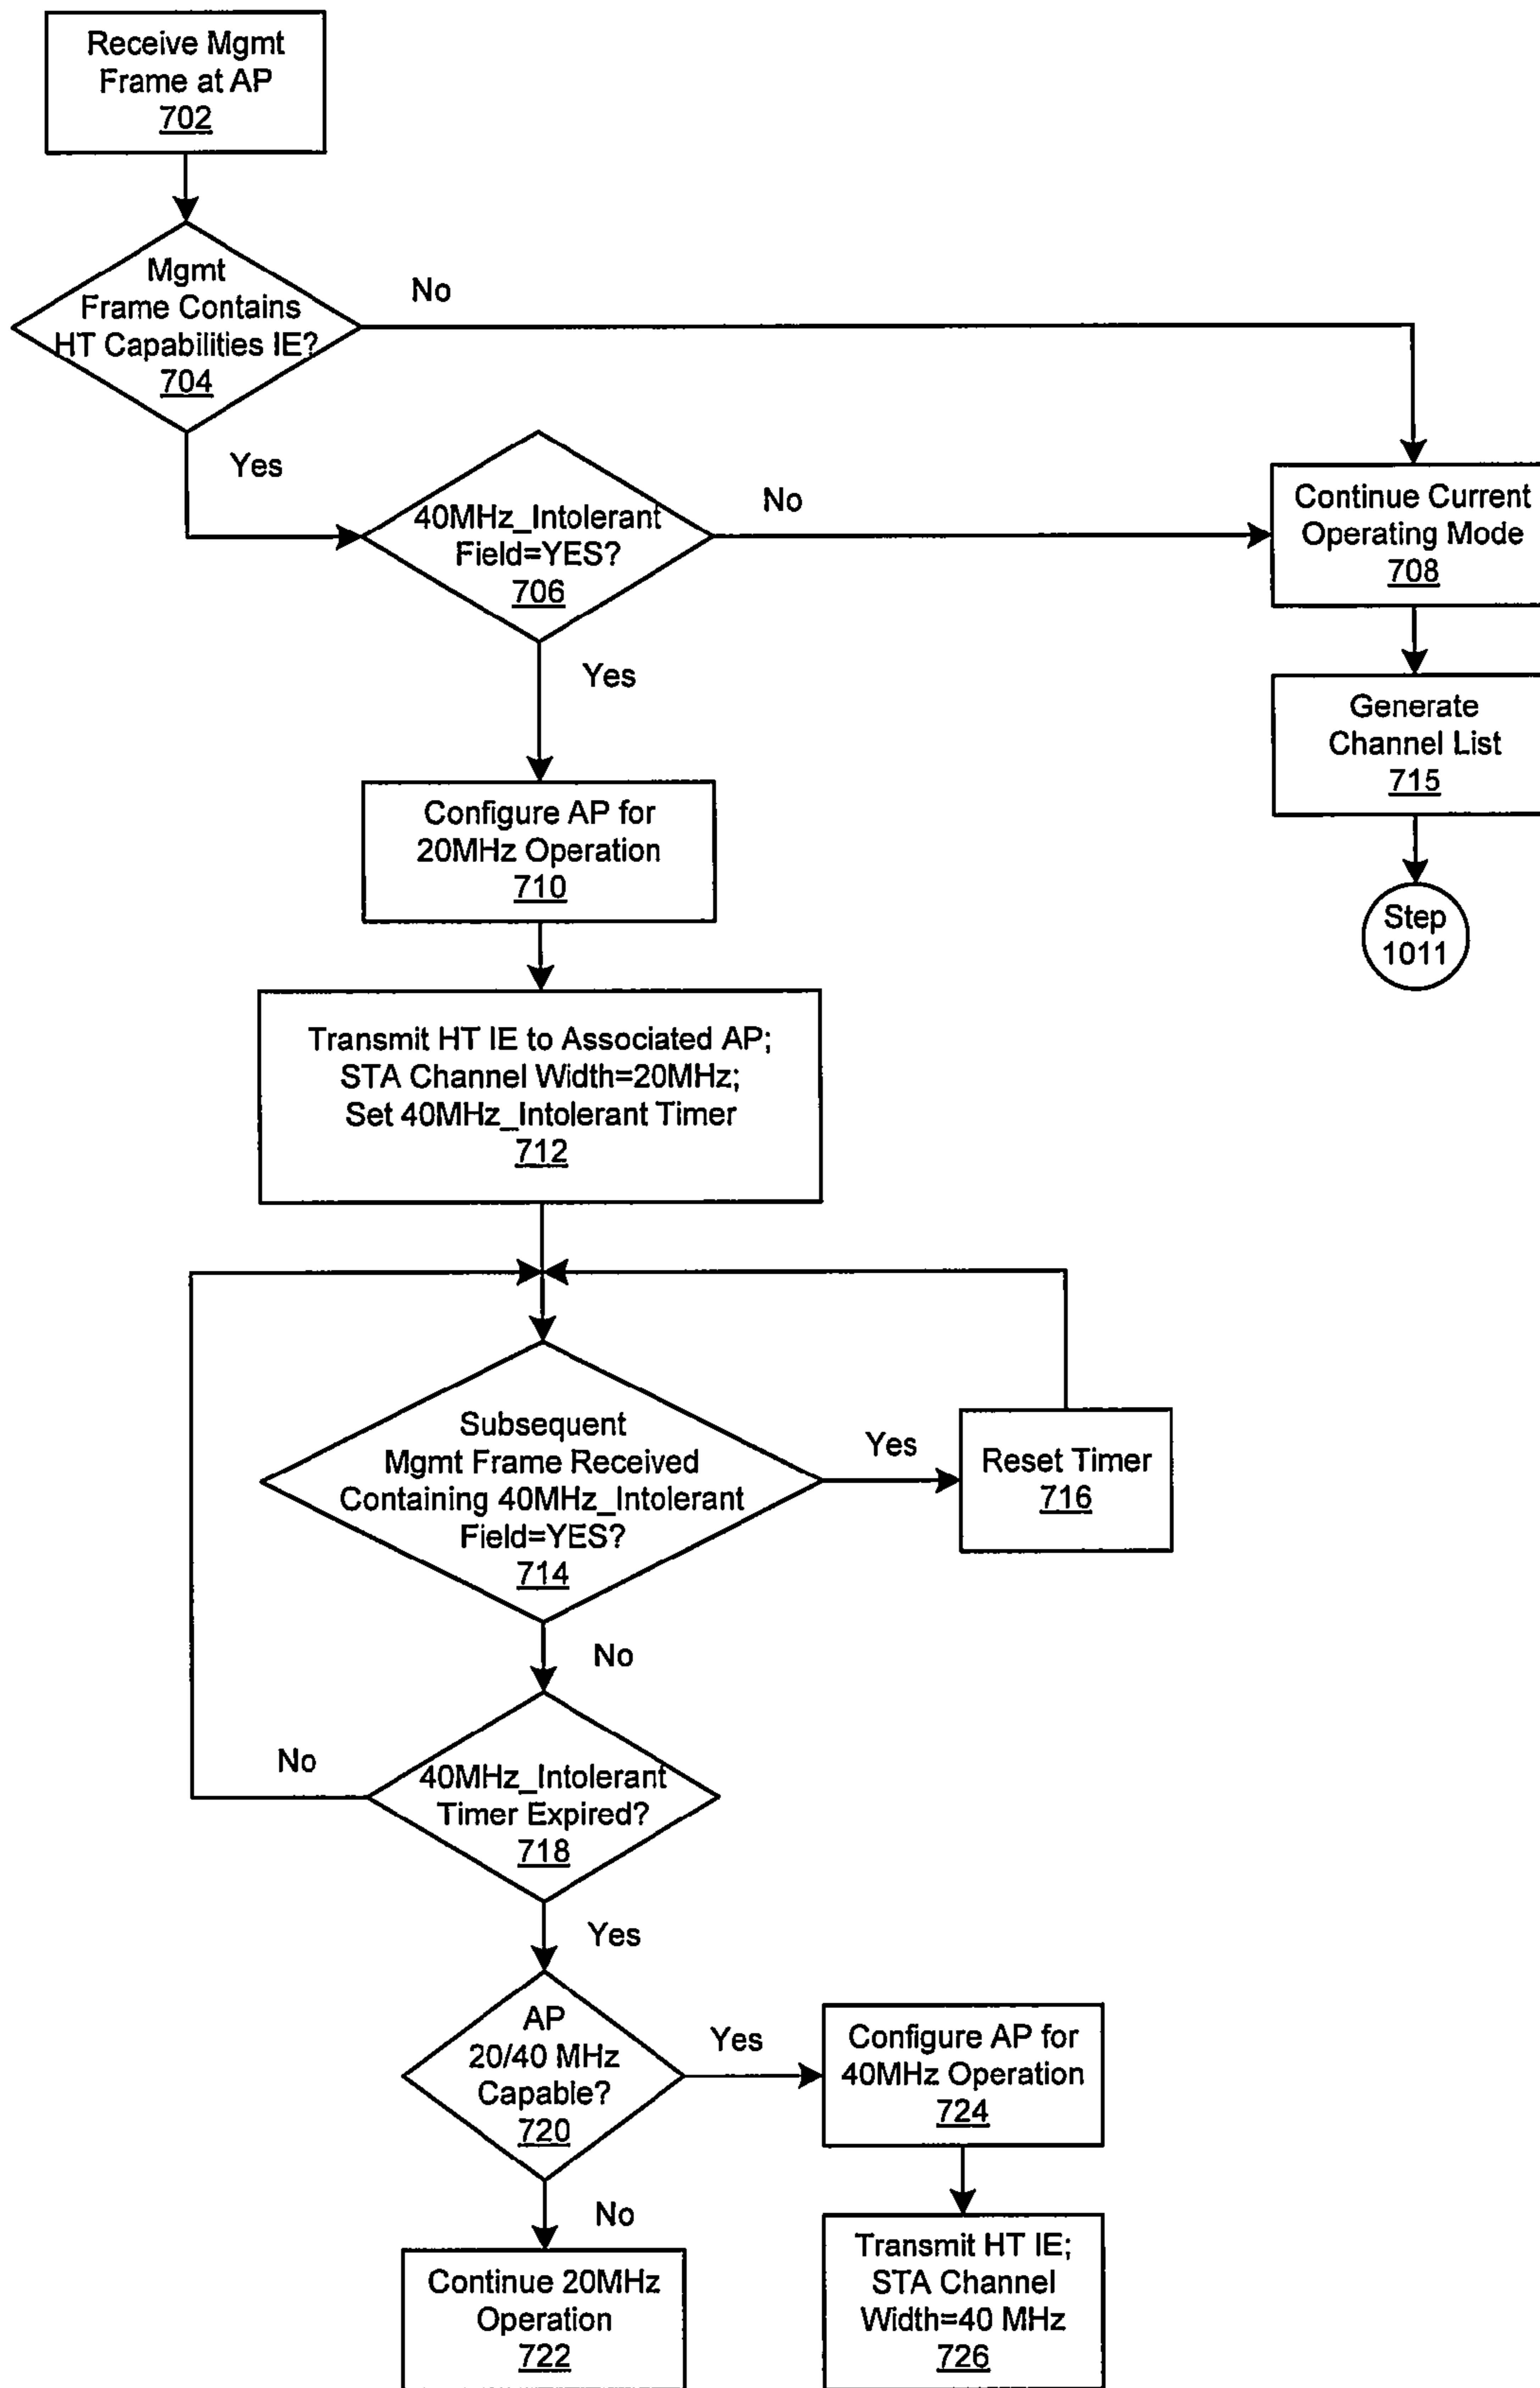 Receive Mgmt
Frame at AP
702
Mgmt
Frame Contains
HT Capabilities IE?
704
No
Yes
40MHz_Intolerant
Field=YES?
706
No
Continue Current
Operating Mode
708
Yes
Generate
Channel List
715
Configure AP for
20MHz Operation
710
Step
1011
Transmit HT IE to Associated AP;
STA Channel Width=20MHz;
Set 40MHz_Intolerant Timer
712
Subsequent
Mgmt Frame Received
Containing 40MHz_Intolerant
Field=YES?
714
Yes
Reset Timer
716
No
No
40MHz_Intolerant
Timer Expired?
718
Yes
AP
20/40 MHz
Capable?
720
Yes
Configure AP for
40MHz Operation
724
No
Continue 20MHz
Operation
722
Transmit HT IE;
STA Channel
Width=40 MHz
726